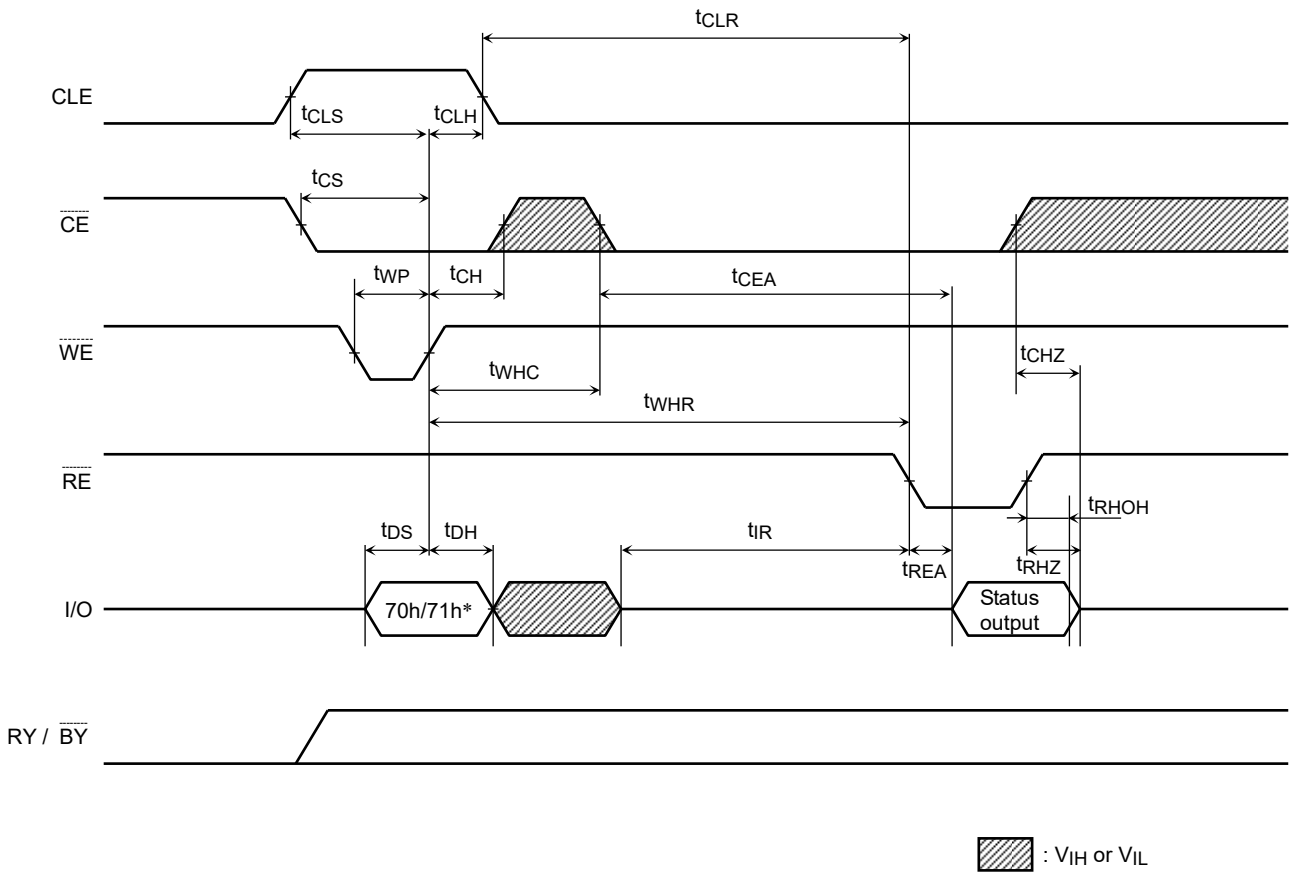 tCLR
CLE
tCLS
tCLH
tCS
CE
tWP
tCH
tCEA
WE
tWHC
tCHZ
tWHR
RE
tRHOH
tDS
tDH
tIR
tREA
tRHZ
I/O
70h/71h*
Status
output
RY / BY
: VIH or VIL